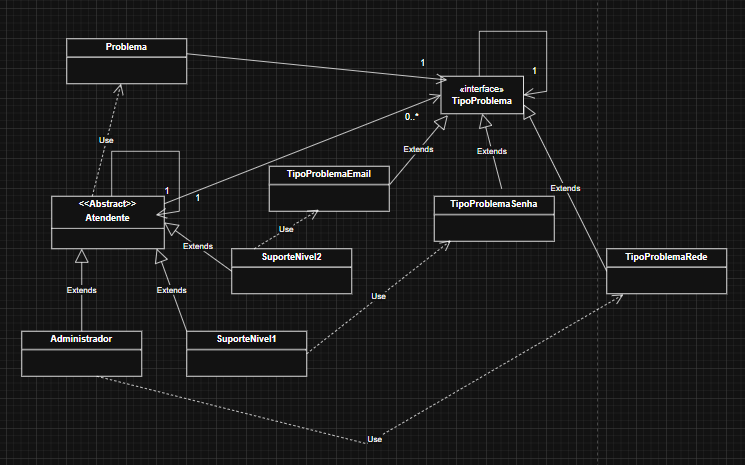 Problema
1
«interface»
TipoProblema
1
0..*
Use
Extends
Extends
TipoProblemaEmail
Extends
1
1
<<Abstract>>
Atendente
TipoProblemaSenha
Use
Extends
SuporteNivel2
TipoProblemaRede
Extends
Extends
Use
Administrador
SuporteNivel1
Use